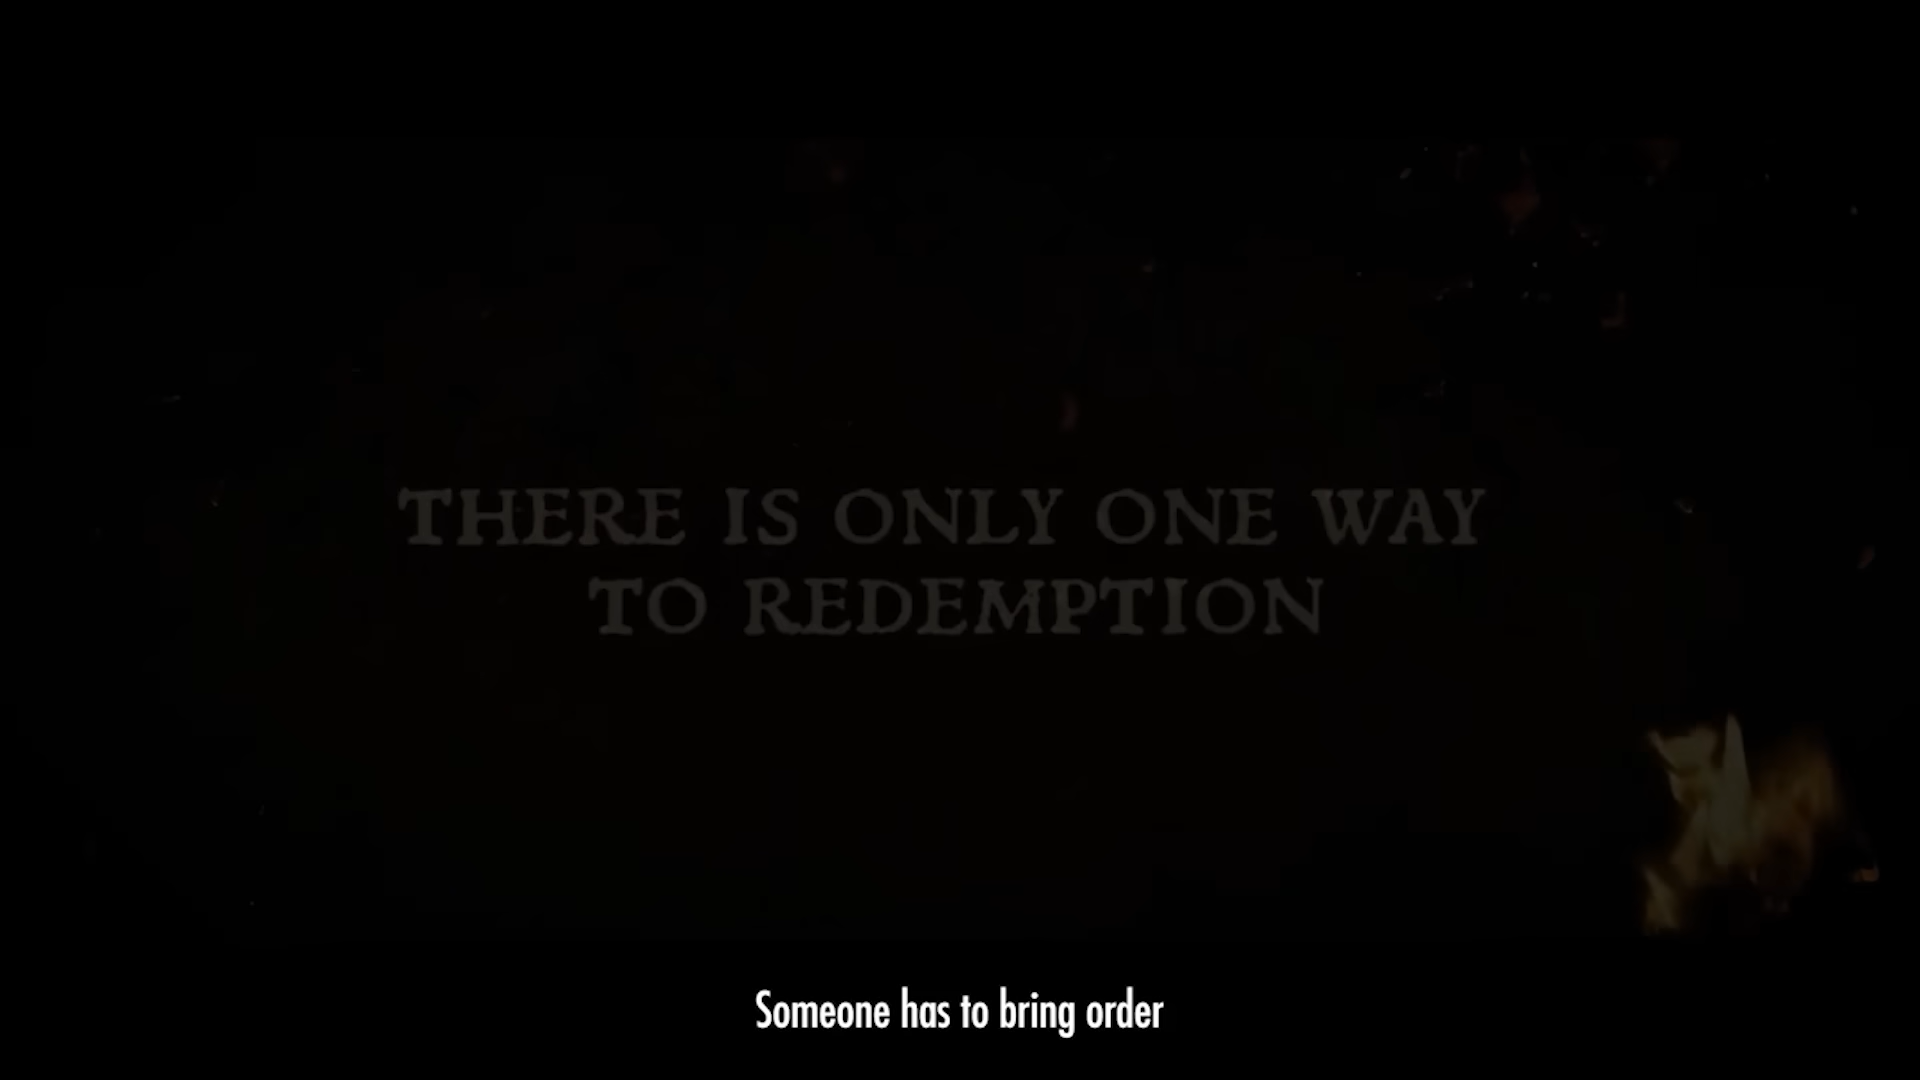 THERE IS ONLY ONE WAY
TO REDEMPTION
Someone has to bring order